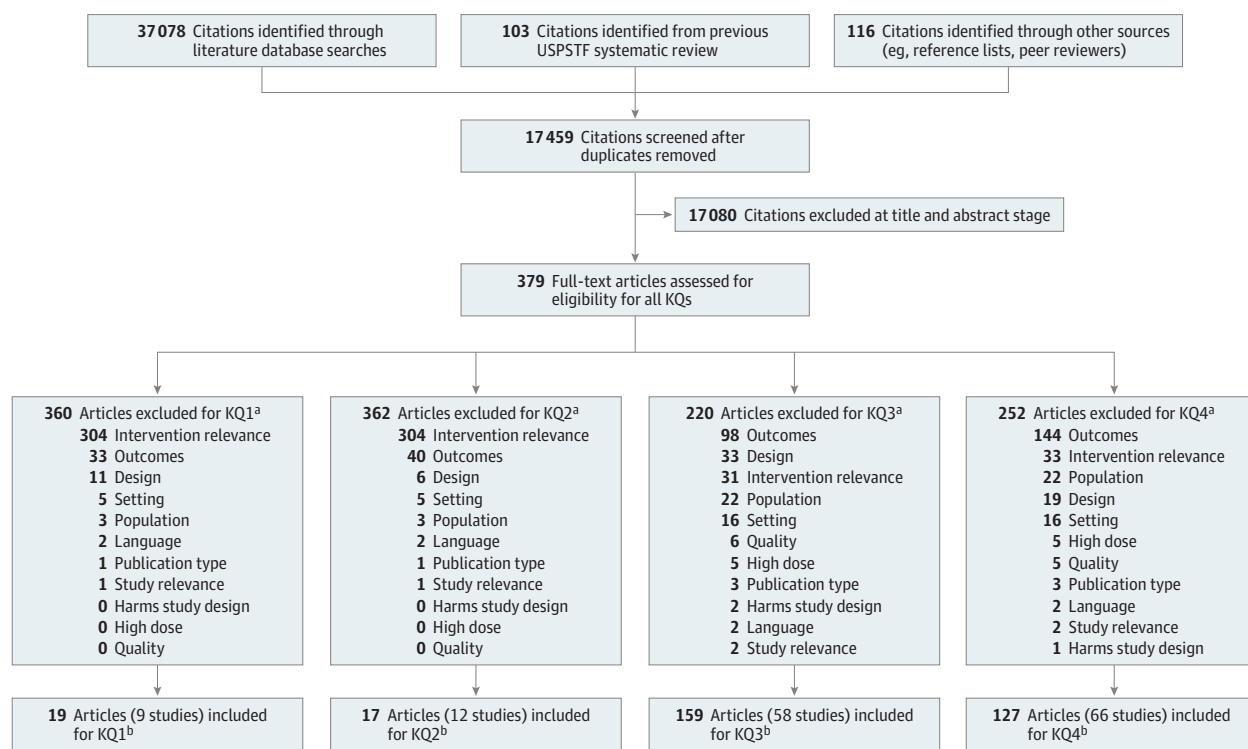 37 078 Citations identified through
literature database searches
103 Citations identified from previous
USPSTF systematic review
116 Citations identified through other sources
(eg, reference lists, peer reviewers)
17 459 Citations screened after
duplicates removed
17 080 Citations excluded at title and abstract stage
379 Full-text articles assessed for
eligibility for all KQs
360 Articles excluded for KQ1a
304 Intervention relevance
33 Outcomes
11 Design
5 Setting
3 Population
2 Language
1 Publication type
1 Study relevance
0 Harms study design
0 High dose
0 Quality
362 Articles excluded for KQ2a
304 Intervention relevance
40 Outcomes
6 Design
5 Setting
3 Population
2 Language
1 Publication type
1 Study relevance
0 Harms study design
0 High dose
0 Quality
220 Articles excluded for KQ3a
98 Outcomes
33 Design
31 Intervention relevance
22 Population
16 Setting
6 Quality
5 High dose
3 Publication type
2 Harms study design
2 Language
2 Study relevance
252 Articles excluded for KQ4a
144 Outcomes
33 Intervention relevance
22 Population
19 Design
16 Setting
5 High dose
5 Quality
3 Publication type
2 Language
2 Study relevance
1 Harms study design
19 Articles (9 studies) included
for KQ1b
17 Articles (12 studies) included
for KQ2b
159 Articles (58 studies) included
for KQ3b
127 Articles (66 studies) included
for KQ4b